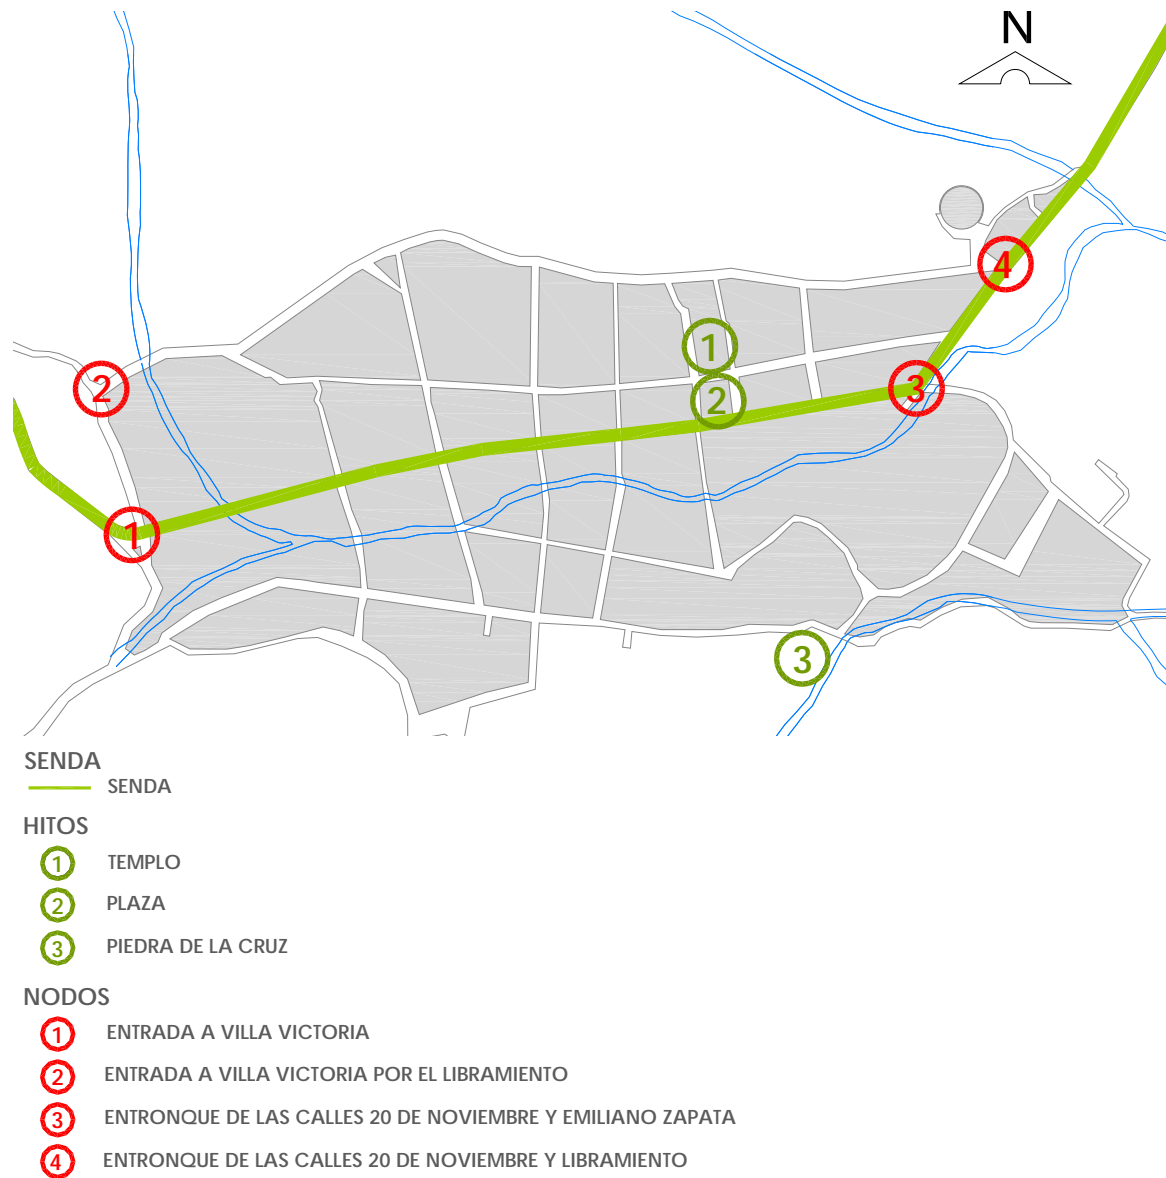 N
4
1
2
2
3
1
3
SENDA
SENDA
HITOS
1 TEMPLO
2 PLAZA
3 PIEDRA DE LA CRUZ
NODOS
1 ENTRADA A VILLA VICTORIA
2 ENTRADA A VILLA VICTORIA POR EL LIBRAMIENTO
3 ENTRONQUE DE LAS CALLES 20 DE NOVIEMBRE Y EMILIANO ZAPATA
4 ENTRONQUE DE LAS CALLES 20 DE NOVIEMBRE Y LIBRAMIENTO